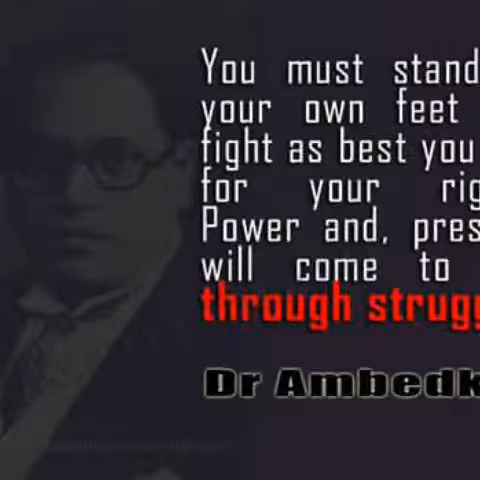 You must stand
your own feet
fight as best you
for your rig
Power and, pres
will come to
through strugg
Dr Ambedk